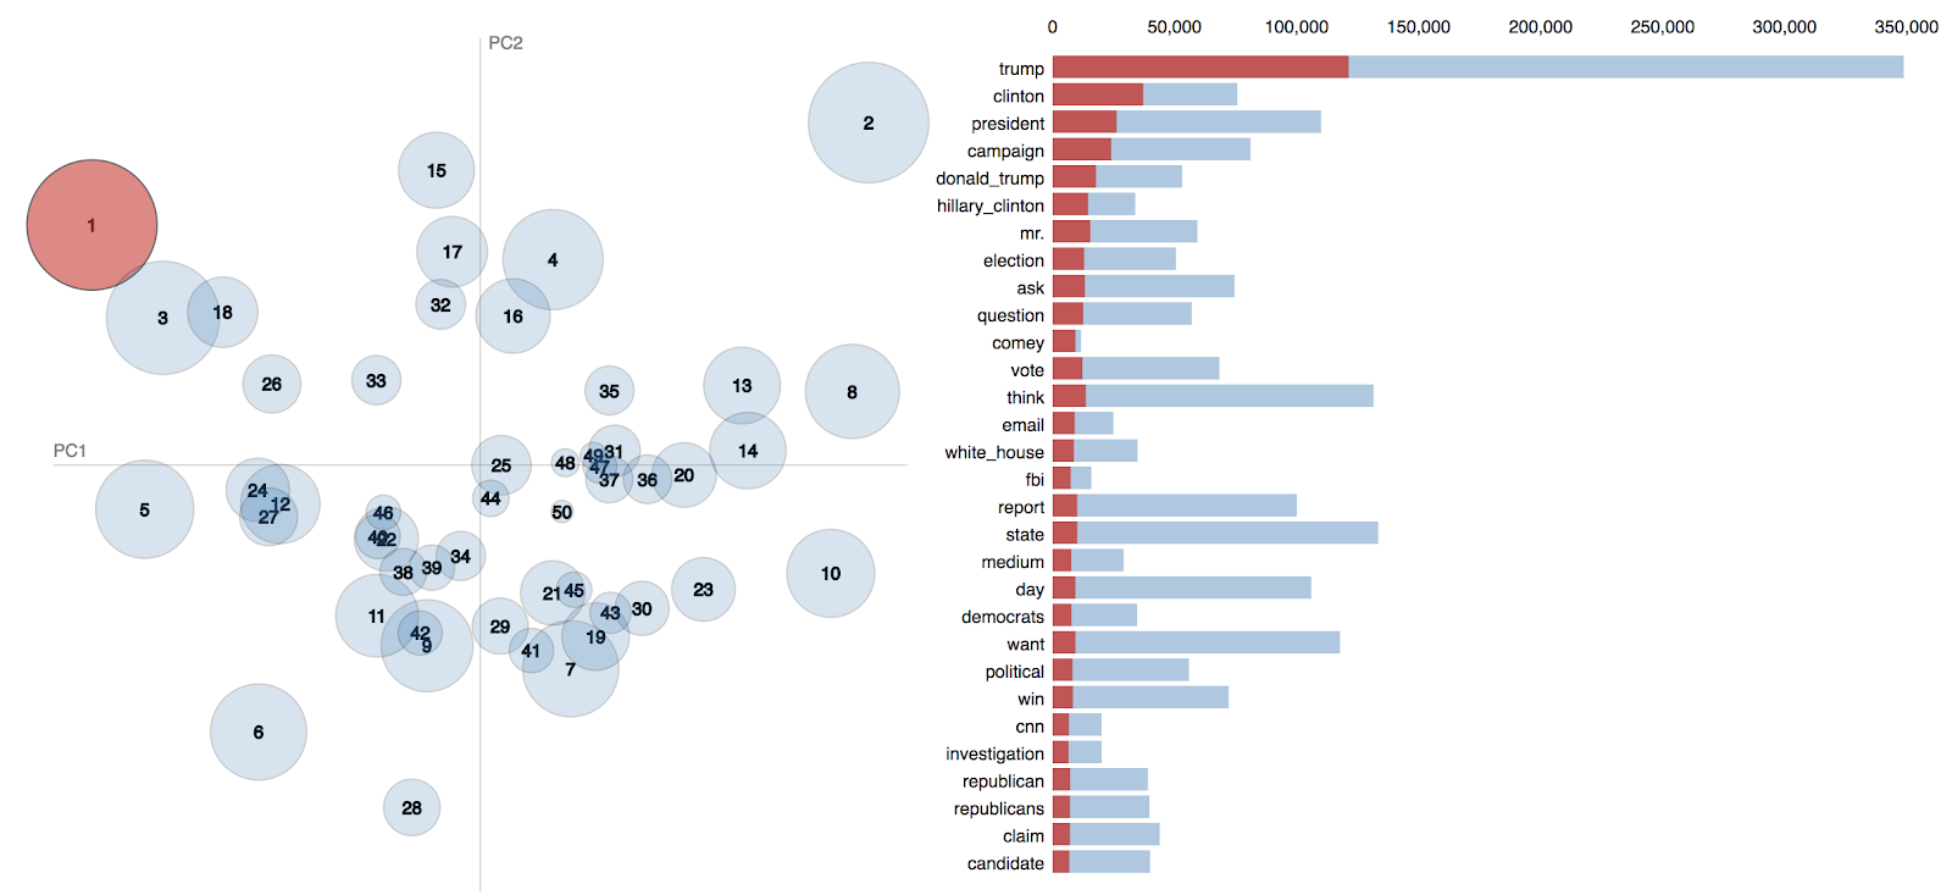 PC2
PC1
1
2
3
4
5
6
7
8
9
10
11
12
13
14
15
16
17
18
19
20
21
22
23
24
25
26
27
28
29
30
31
32
33
34
35
36
37
38
39
41
42
43
44
45
46
47
48
49
50
0 50,000 100,000 150,000 200,000 250,000 300,000 350,000
trump
clinton
president
campaign
donald_trump
hillary_clinton
mr.
election
ask
question
comey
vote
think
email
white_house
fbi
report
state
medium
day
democrats
want
political
win
cnn
investigation
republican
republicans
claim
candidate